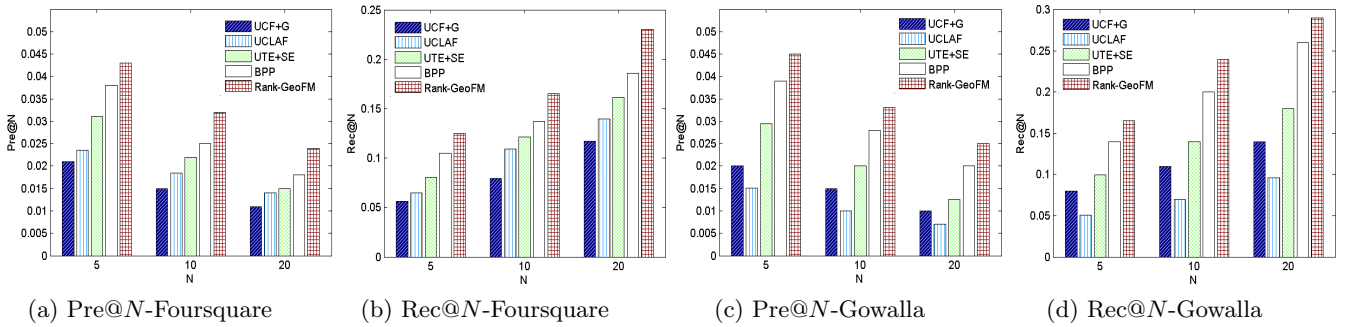 0.05
0.045
0.04
0.035
0.03
0.025
0.02
0.015
0.01
0.005
0
Pre@N
UCF+G
UCLAF
UTE+SE
BPP
Rank-GeoFM
5 10 20
N
(a) Pre@N-Foursquare
0.25
0.2
0.15
0.1
0.05
0
Rec@N
UCF+G
UCLAF
UTE+SE
BPP
Rank-GeoFM
5 10 20
N
(b) Rec@N-Foursquare
0.05
0.045
0.04
0.035
0.03
0.025
0.02
0.015
0.01
0.005
0
Pre@N
UCF+G
UCLAF
UTE+SE
BPP
Rank-GeoFM
5 10 20
N
(c) Pre@N-Gowalla
0.3
0.25
0.2
0.15
0.1
0.05
0
Rec@N
UCF+G
UCLAF
UTE+SE
BPP
Rank-GeoFM
5 10 20
N
(d) Rec@N-Gowalla